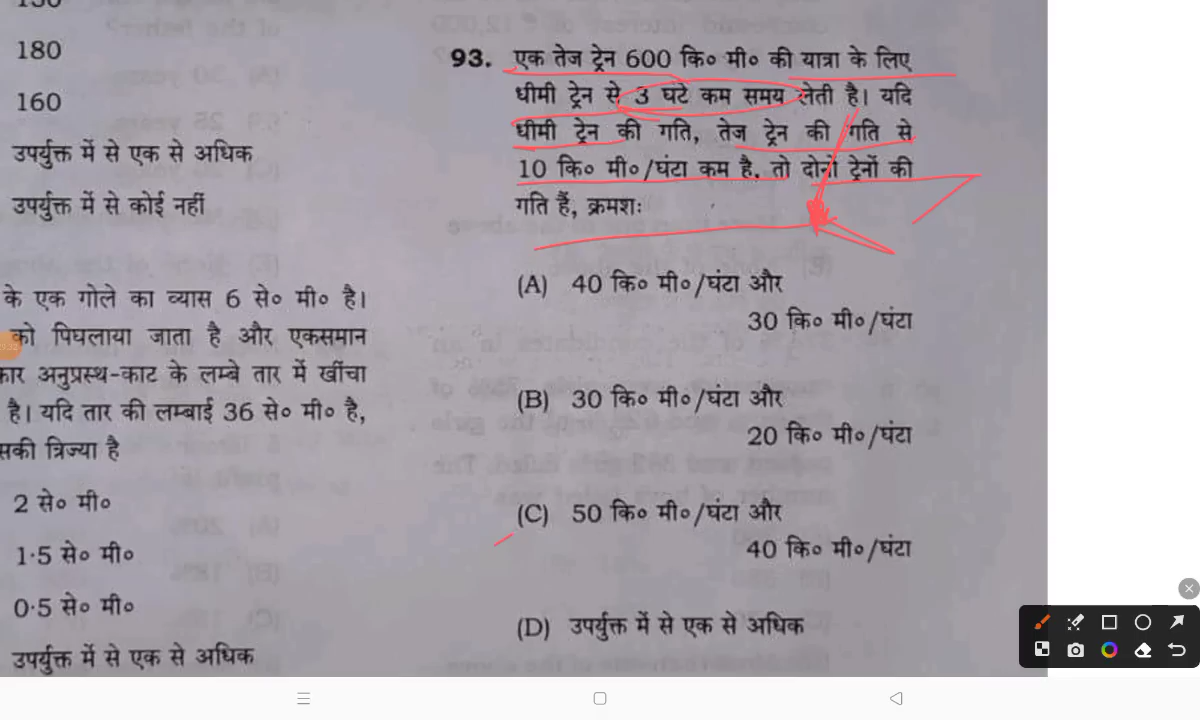 180
160
उपर्युक्त में से एक से अधिक
उपर्युक्त में से कोई नहीं
के एक गोले का व्यास 6 से० मी० है।
को पिघलाया जाता है और एकसमान
अनुप्रस्थ-काट के लम्बे तार में खींचा
है। यदि तार की लम्बाई 36 से० मी० है,
त्रिज्या है
2 से० मी०
1·5 से० मी०
0·5 से० मी०
उपर्युक्त में से एक से अधिक
93. एक तेज ट्रेन 600 कि० मी० की यात्रा के लिए
धीमी ट्रेन से 3 घंटे कम समय लेती है। यदि
धीमी ट्रेन की गति, तेज ट्रेन की गति से
10 कि० मी०/घंटा कम है, तो दोनों ट्रेनों की
गति हैं, क्रमशः
(A) 40 कि० मी०/घंटा और
30 कि० मी०/घंटा
(B) 30 कि० मी०/घंटा और
20 कि० मी०/घंटा
(C) 50 कि० मी०/घंटा और
40 कि० मी०/घंटा
(D) उपर्युक्त में से एक से अधिक